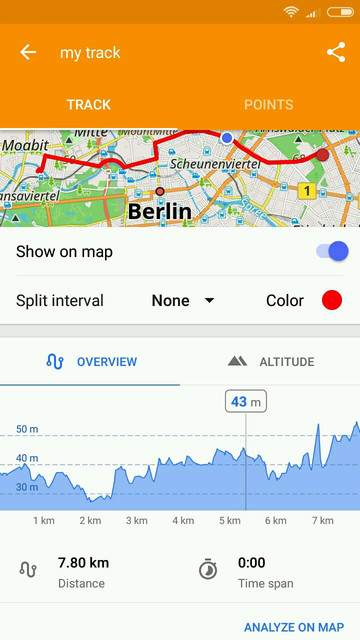 my track
TRACK
POINTS
Mitte
Moabit
Scheunenviertel
1
Berlin
Spree
Show on map
Split interval
None
Color
OVERVIEW
ALTITUDE
43 m
50 m
40 m
30 m
1 km 2 km 3 km 4 km 5 km 6 km 7 km
7.80 km
Distance
0:00
Time span
ANALYZE ON MAP